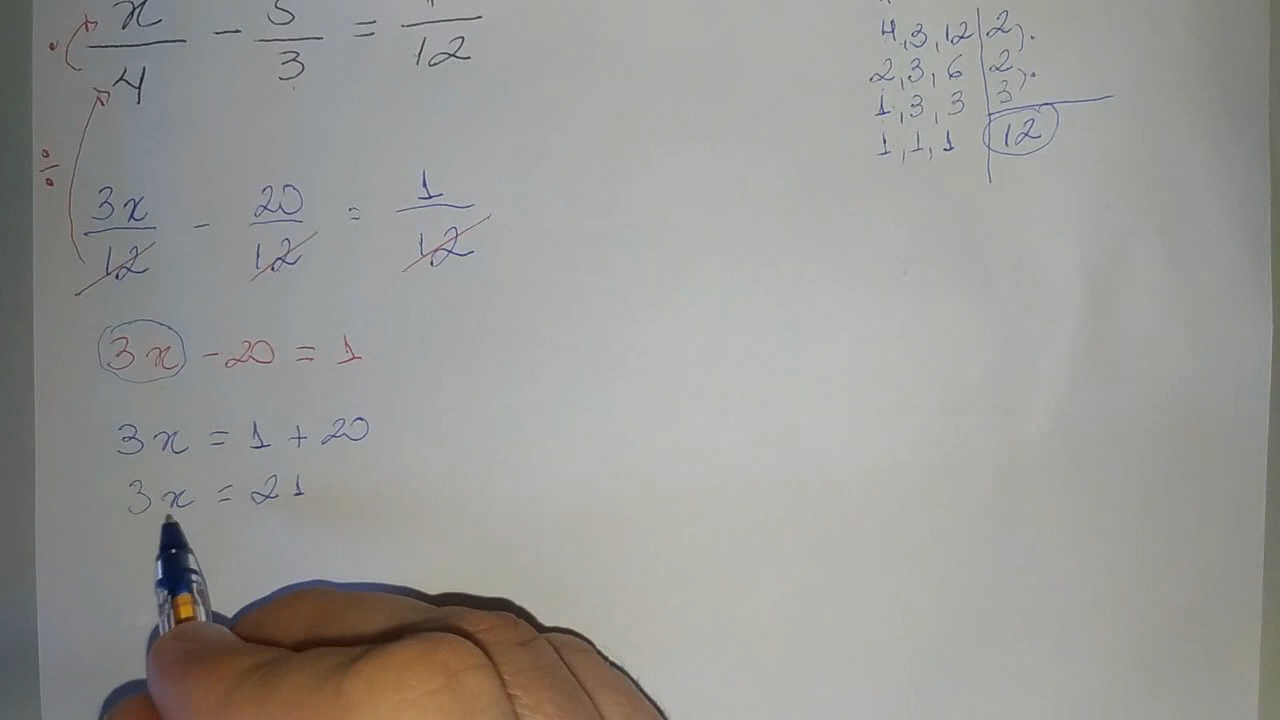 x/4 - 5/3 = 1/12
3x/12 - 20/12 = 1/12
3x - 20 = 1
3x = 1 + 20
3x = 21
4, 3, 12 | 2
2, 3, 6 | 2
1, 3, 3 | 3
1, 1, 1 | 12